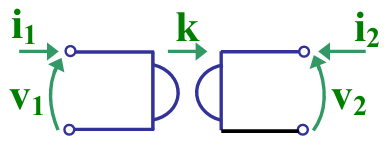 i₁ k i₂
v₁ v₂